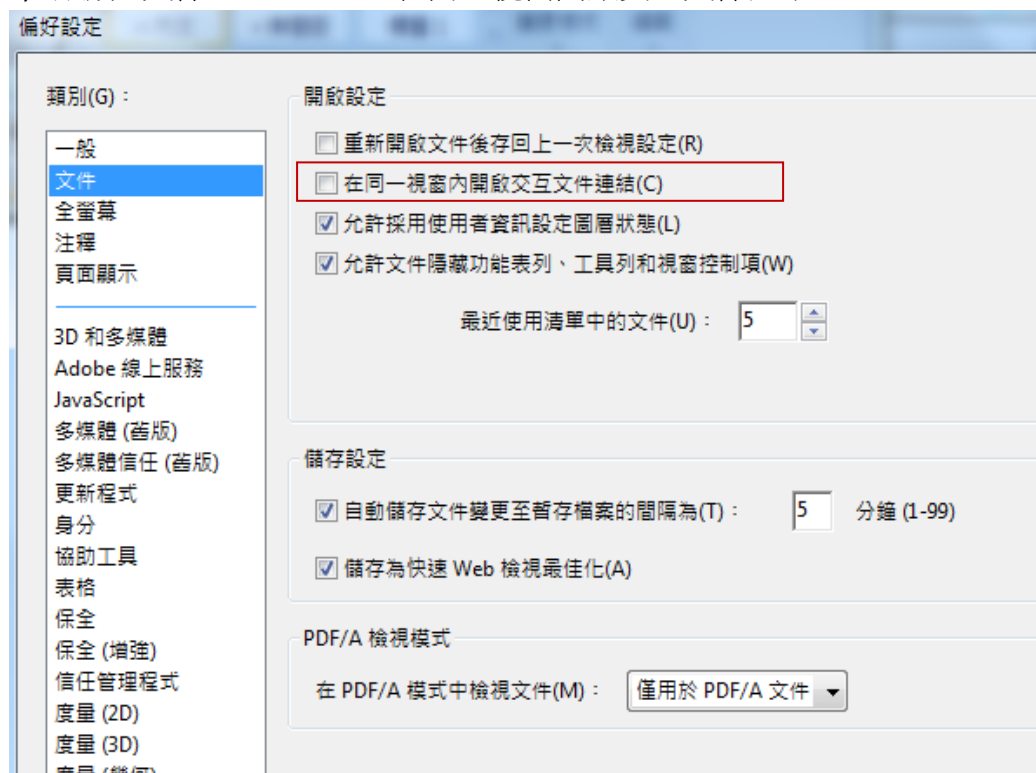 偏好設定
類別(G)：
一般
文件
全螢幕
注釋
頁面顯示
3D 和多媒體
Adobe 線上服務
JavaScript
多媒體 (舊版)
多媒體信任 (舊版)
更新程式
身分
協助工具
表格
保全
保全 (增強)
信任管理程式
度量 (2D)
度量 (3D)
開啟設定
重新開啟文件後存回上一次檢視設定(R)
在同一視窗內開啟交互文件連結(C)
允許採用使用者資訊設定圖層狀態(L)
允許文件隱藏功能表列、工具列和視窗控制項(W)
最近使用清單中的文件(U)： 5
儲存設定
自動儲存文件變更至暫存檔案的間隔為(T)： 5 分鐘 (1-99)
儲存為快速 Web 檢視最佳化(A)
PDF/A 檢視模式
在 PDF/A 模式中檢視文件(M)： 僅用於 PDF/A 文件